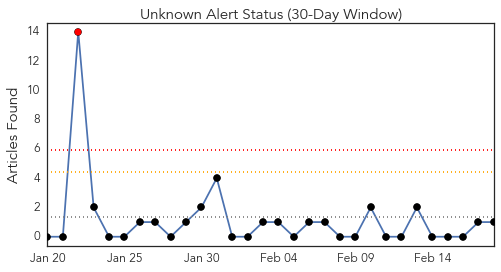 Unknown Alert Status (30-Day Window)
Articles Found
14
12
10
8
6
4
2
0
Jan 20 Jan 25 Jan 30 Feb 04 Feb 09 Feb 14